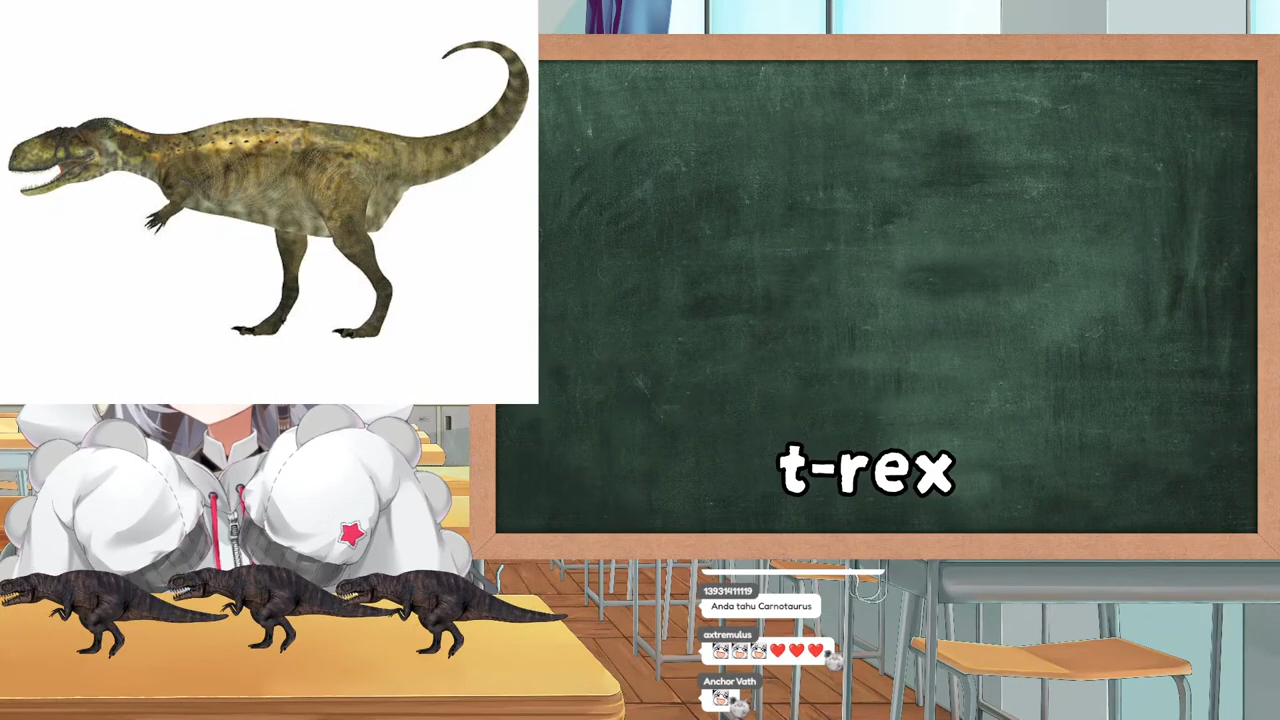 t-rex
13931411119
Anda tahu Carnotaurus
axtremulus
Anchor Vath